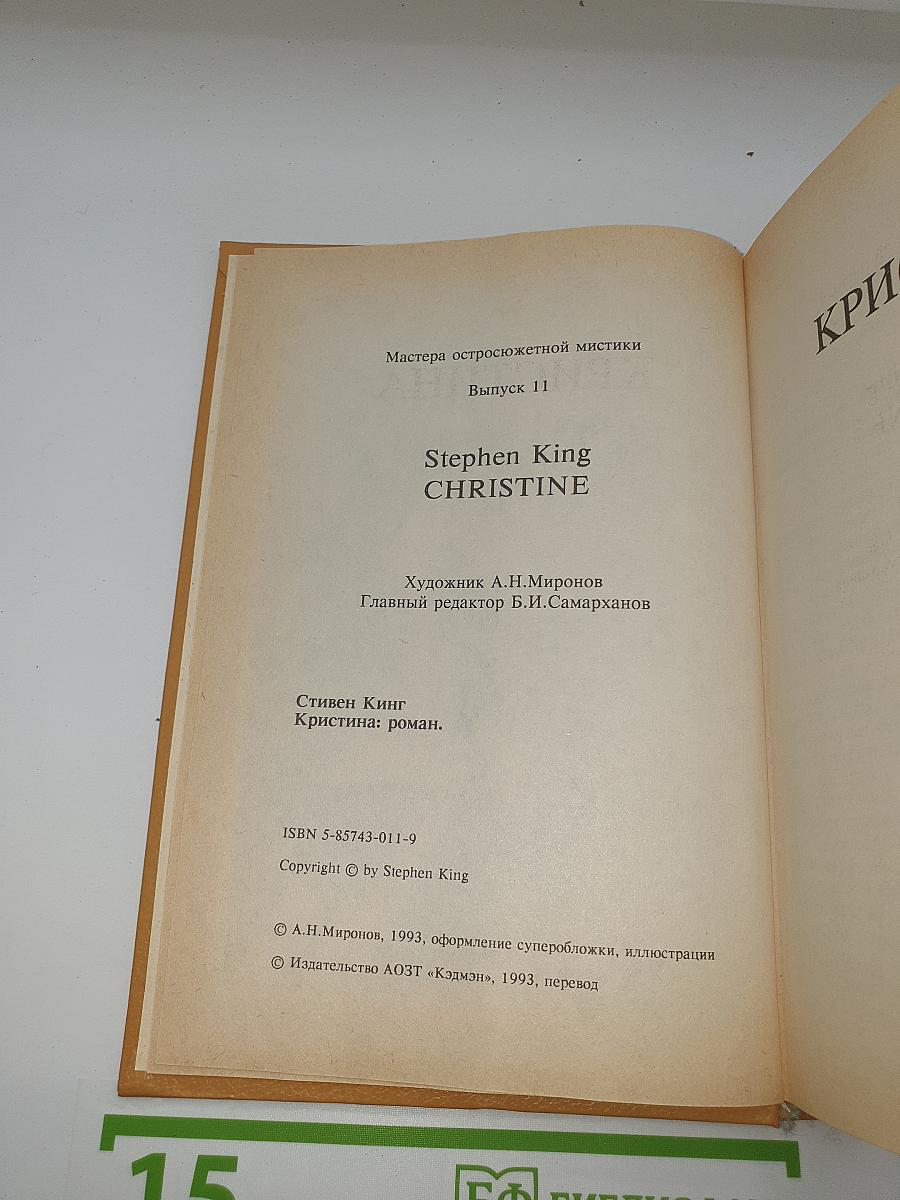 Мастера остросюжетной мистики
Выпуск 11
Stephen King
CHRISTINE
Художник А.Н.Миронов
Главный редактор Б.И.Самарханов
Стивен Кинг
Кристина: роман.
ISBN 5-85743-011-9
Copyright © by Stephen King
© А.Н.Миронов, 1993, оформление суперобложки, иллюстрации
© Издательство АОЗТ «Кэдмэн», 1993, перевод
15
БФ